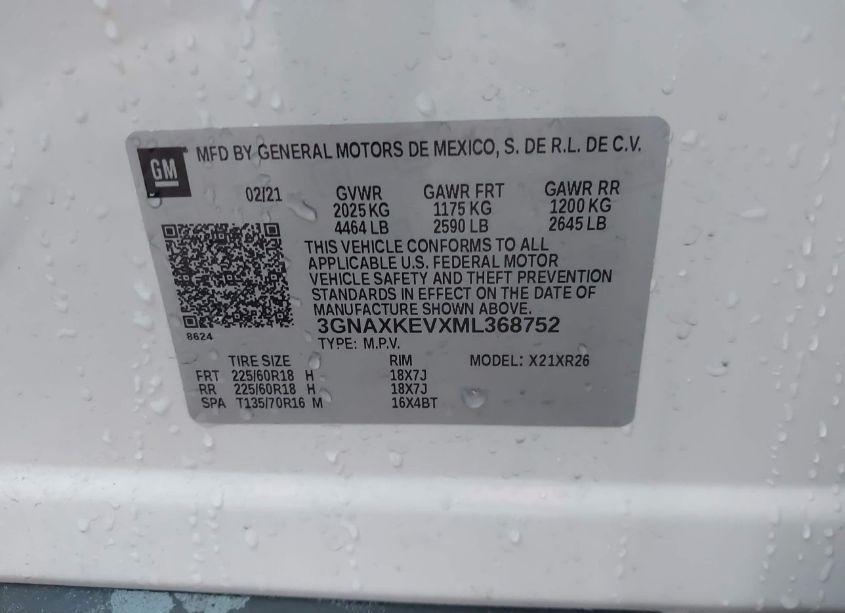 GM
MFD BY GENERAL MOTORS DE MEXICO, S. DE R.L. DE C.V.
02/21 GVWR GAWR FRT GAWR RR
2025 KG 1175 KG 1200 KG
4464 LB 2590 LB 2645 LB
THIS VEHICLE CONFORMS TO ALL
APPLICABLE U.S. FEDERAL MOTOR
VEHICLE SAFETY AND THEFT PREVENTION
STANDARDS IN EFFECT ON THE DATE OF
MANUFACTURE SHOWN ABOVE.
3GNAXKEVXML368752
8624
TYPE: M.P.V.
TIRE SIZE RIM MODEL: X21XR26
FRT 225/60R18 H 18X7J
RR 225/60R18 H 18X7J
SPA T135/70R16 M 16X4BT